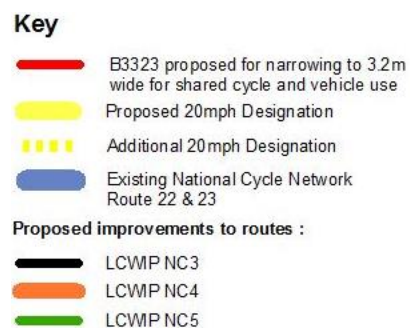 Key
B3323 proposed for narrowing to 3.2m
wide for shared cycle and vehicle use
Proposed 20mph Designation
Additional 20mph Designation
Existing National Cycle Network
Route 22 & 23
Proposed improvements to routes :
LCWIP NC3
LCWIP NC4
LCWIP NC5